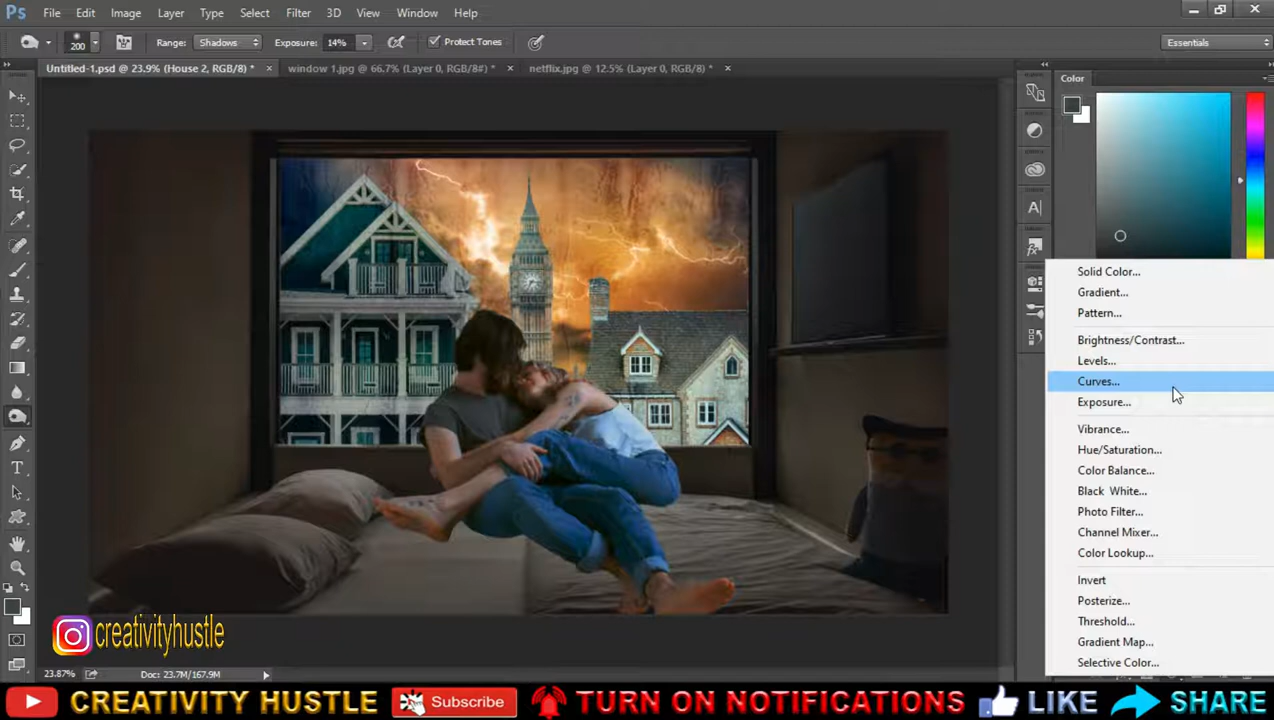 Ps File Edit Image Layer Type Select Filter 3D View Window Help
200 Range: Shadows Exposure: 14% Protect Tones Essentials
Untitled-1.psd @ 23.9% (House 2, RGB/8) * × window 1.jpg @ 66.7% (Layer 0, RGB/8#) * × netflix.jpg @ 12.5% (Layer 0, RGB/8) * ×
Color
Solid Color...
Gradient...
Pattern...
Brightness/Contrast...
Levels...
Curves...
Exposure...
Vibrance...
Hue/Saturation...
Color Balance...
Black White...
Photo Filter...
Channel Mixer...
Color Lookup...
Invert
Posterize...
Threshold...
Gradient Map...
Selective Color...
creativityhustle
23.87% Doc: 23.7M/167.9M
CREATIVITY HUSTLE Subscribe TURN ON NOTIFICATIONS LIKE SHARE